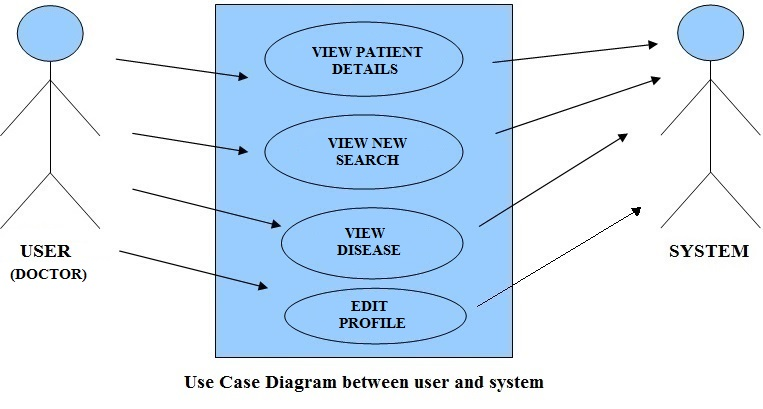 VIEW PATIENT
DETAILS
VIEW NEW
SEARCH
VIEW
DISEASE
EDIT
PROFILE
USER
(DOCTOR)
SYSTEM
Use Case Diagram between user and system